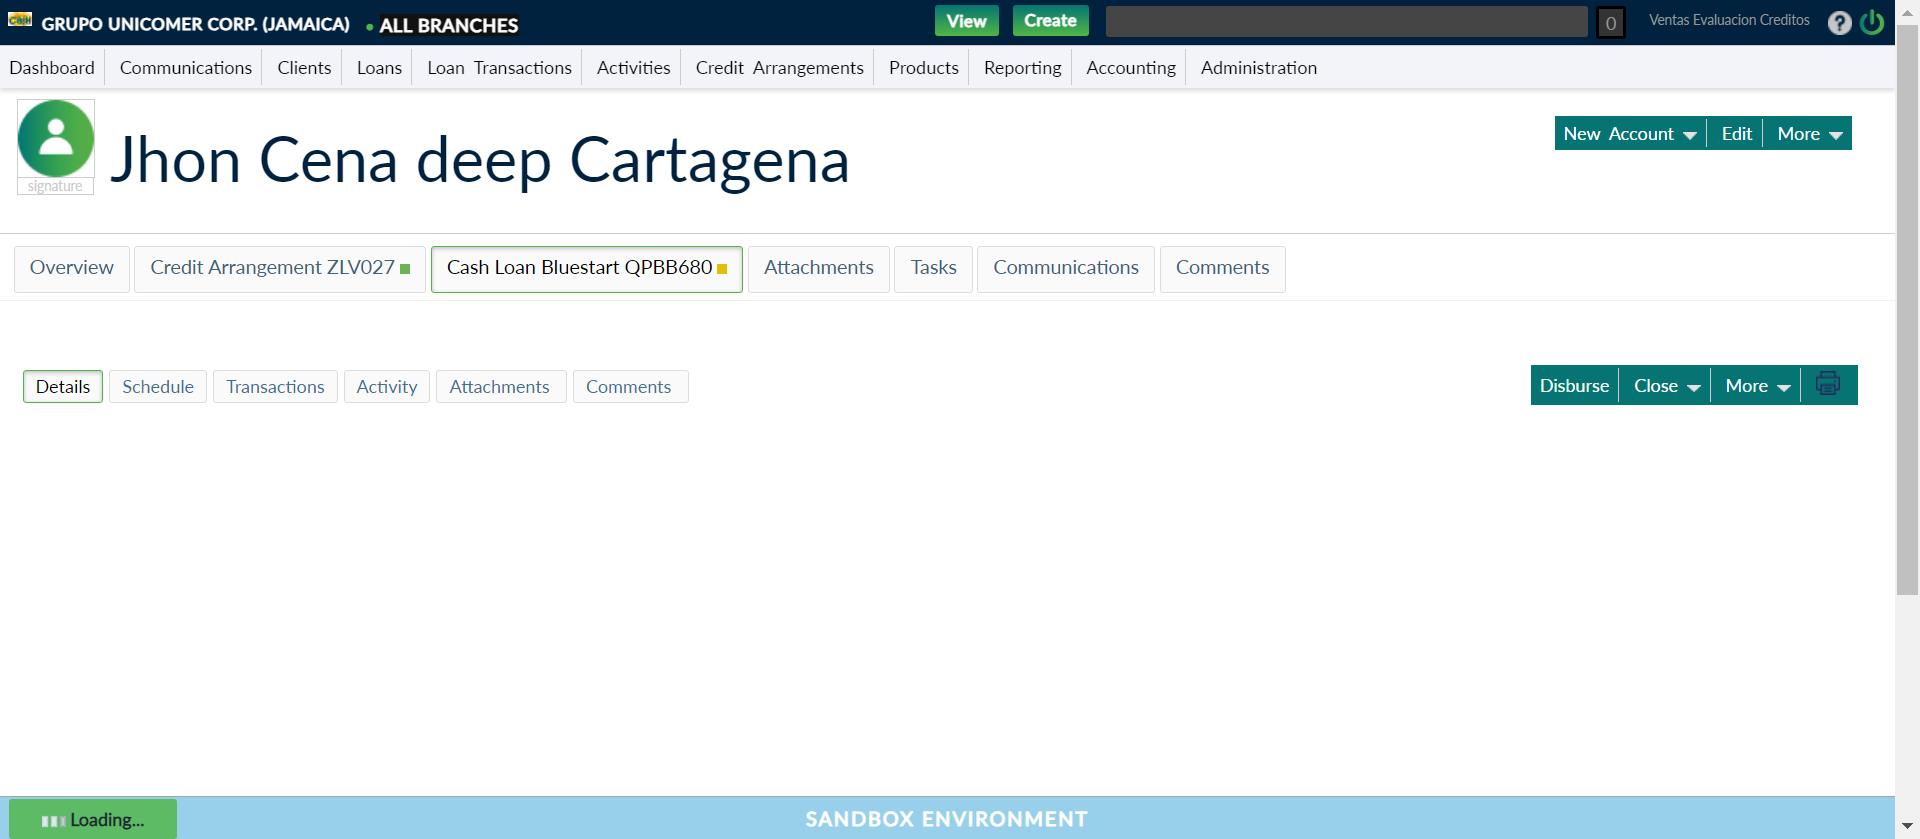 Cash GRUPO UNICOMER CORP. (JAMAICA) • ALL BRANCHES View Create 0 Ventas Evaluacion Creditos ?
Dashboard Communications Clients Loans Loan Transactions Activities Credit Arrangements Products Reporting Accounting Administration
Jhon Cena deep Cartagena
signature
New Account Edit More
Overview Credit Arrangement ZLV027 Cash Loan Bluestart QPBB680 Attachments Tasks Communications Comments
Details Schedule Transactions Activity Attachments Comments Disburse Close More
Loading... SANDBOX ENVIRONMENT